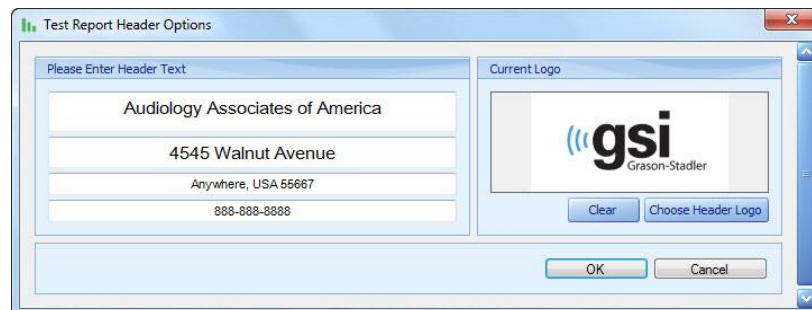 Test Report Header Options
Please Enter Header Text
Audiology Associates of America
4545 Walnut Avenue
Anywhere, USA 55667
888-888-8888
Current Logo
gsi
Grason-Stadler
Clear
Choose Header Logo
OK
Cancel